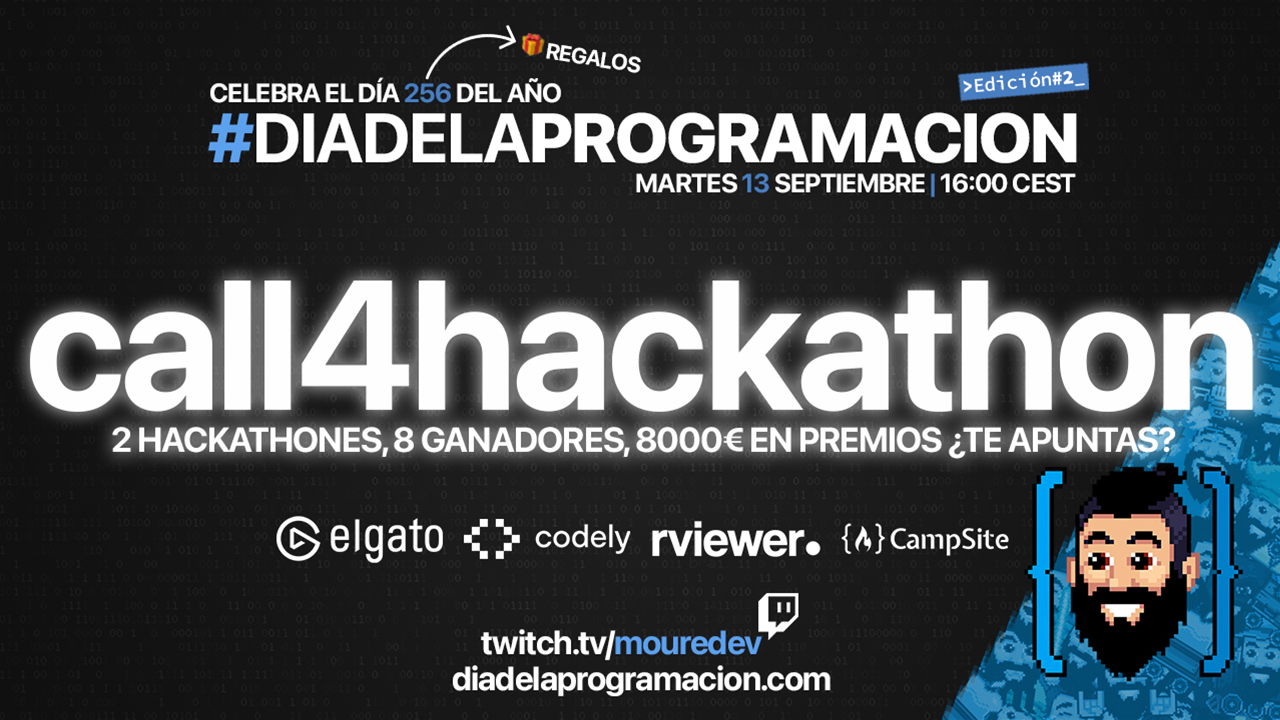 REGALOS
CELEBRA EL DÍA 256 DEL AÑO
>Edición#2_
#DIADELAPROGRAMACION
MARTES 13 SEPTIEMBRE | 16:00 CEST
call4hackathon
2 HACKATHONES, 8 GANADORES, 8000€ EN PREMIOS ¿TE APUNTAS?
elgato codely rviewer. {}CampSite
twitch.tv/mouredev
diadelaprogramacion.com